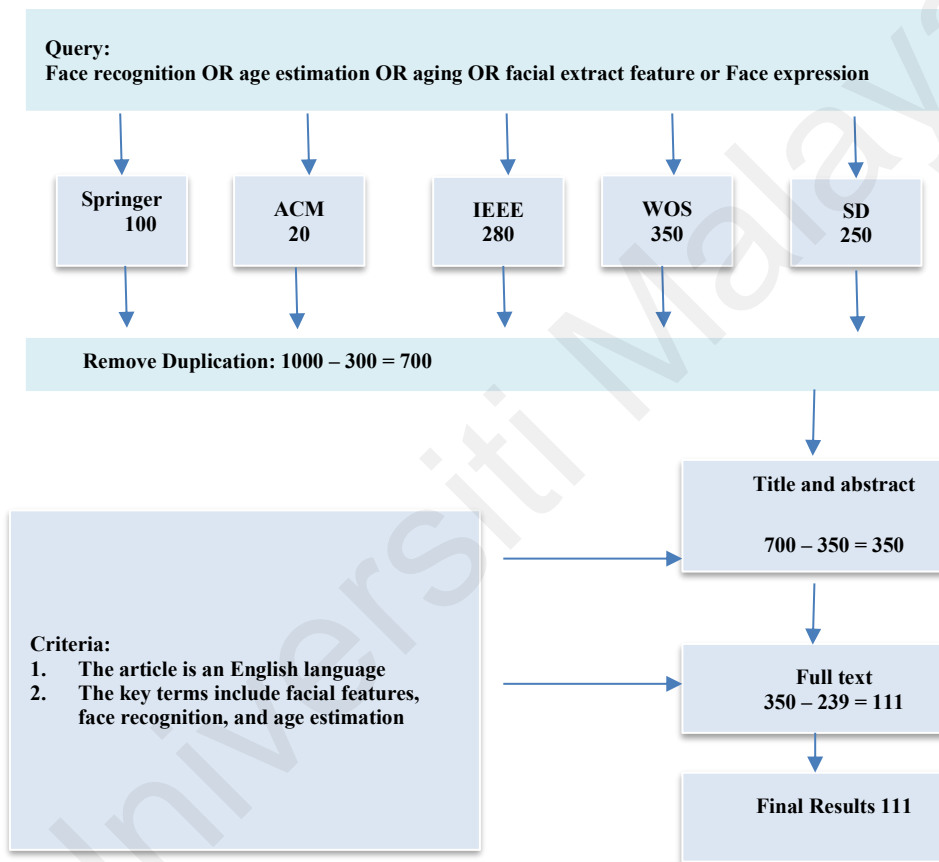 Query:
Face recognition OR age estimation OR aging OR facial extract feature or Face expression
Springer
100
ACM
20
IEEE
280
WOS
350
SD
250
Remove Duplication: 1000 – 300 = 700
Title and abstract
700 – 350 = 350
Criteria:
1. The article is an English language
2. The key terms include facial features,
face recognition, and age estimation
Full text
350 – 239 = 111
Final Results 111
Universiti Malaya